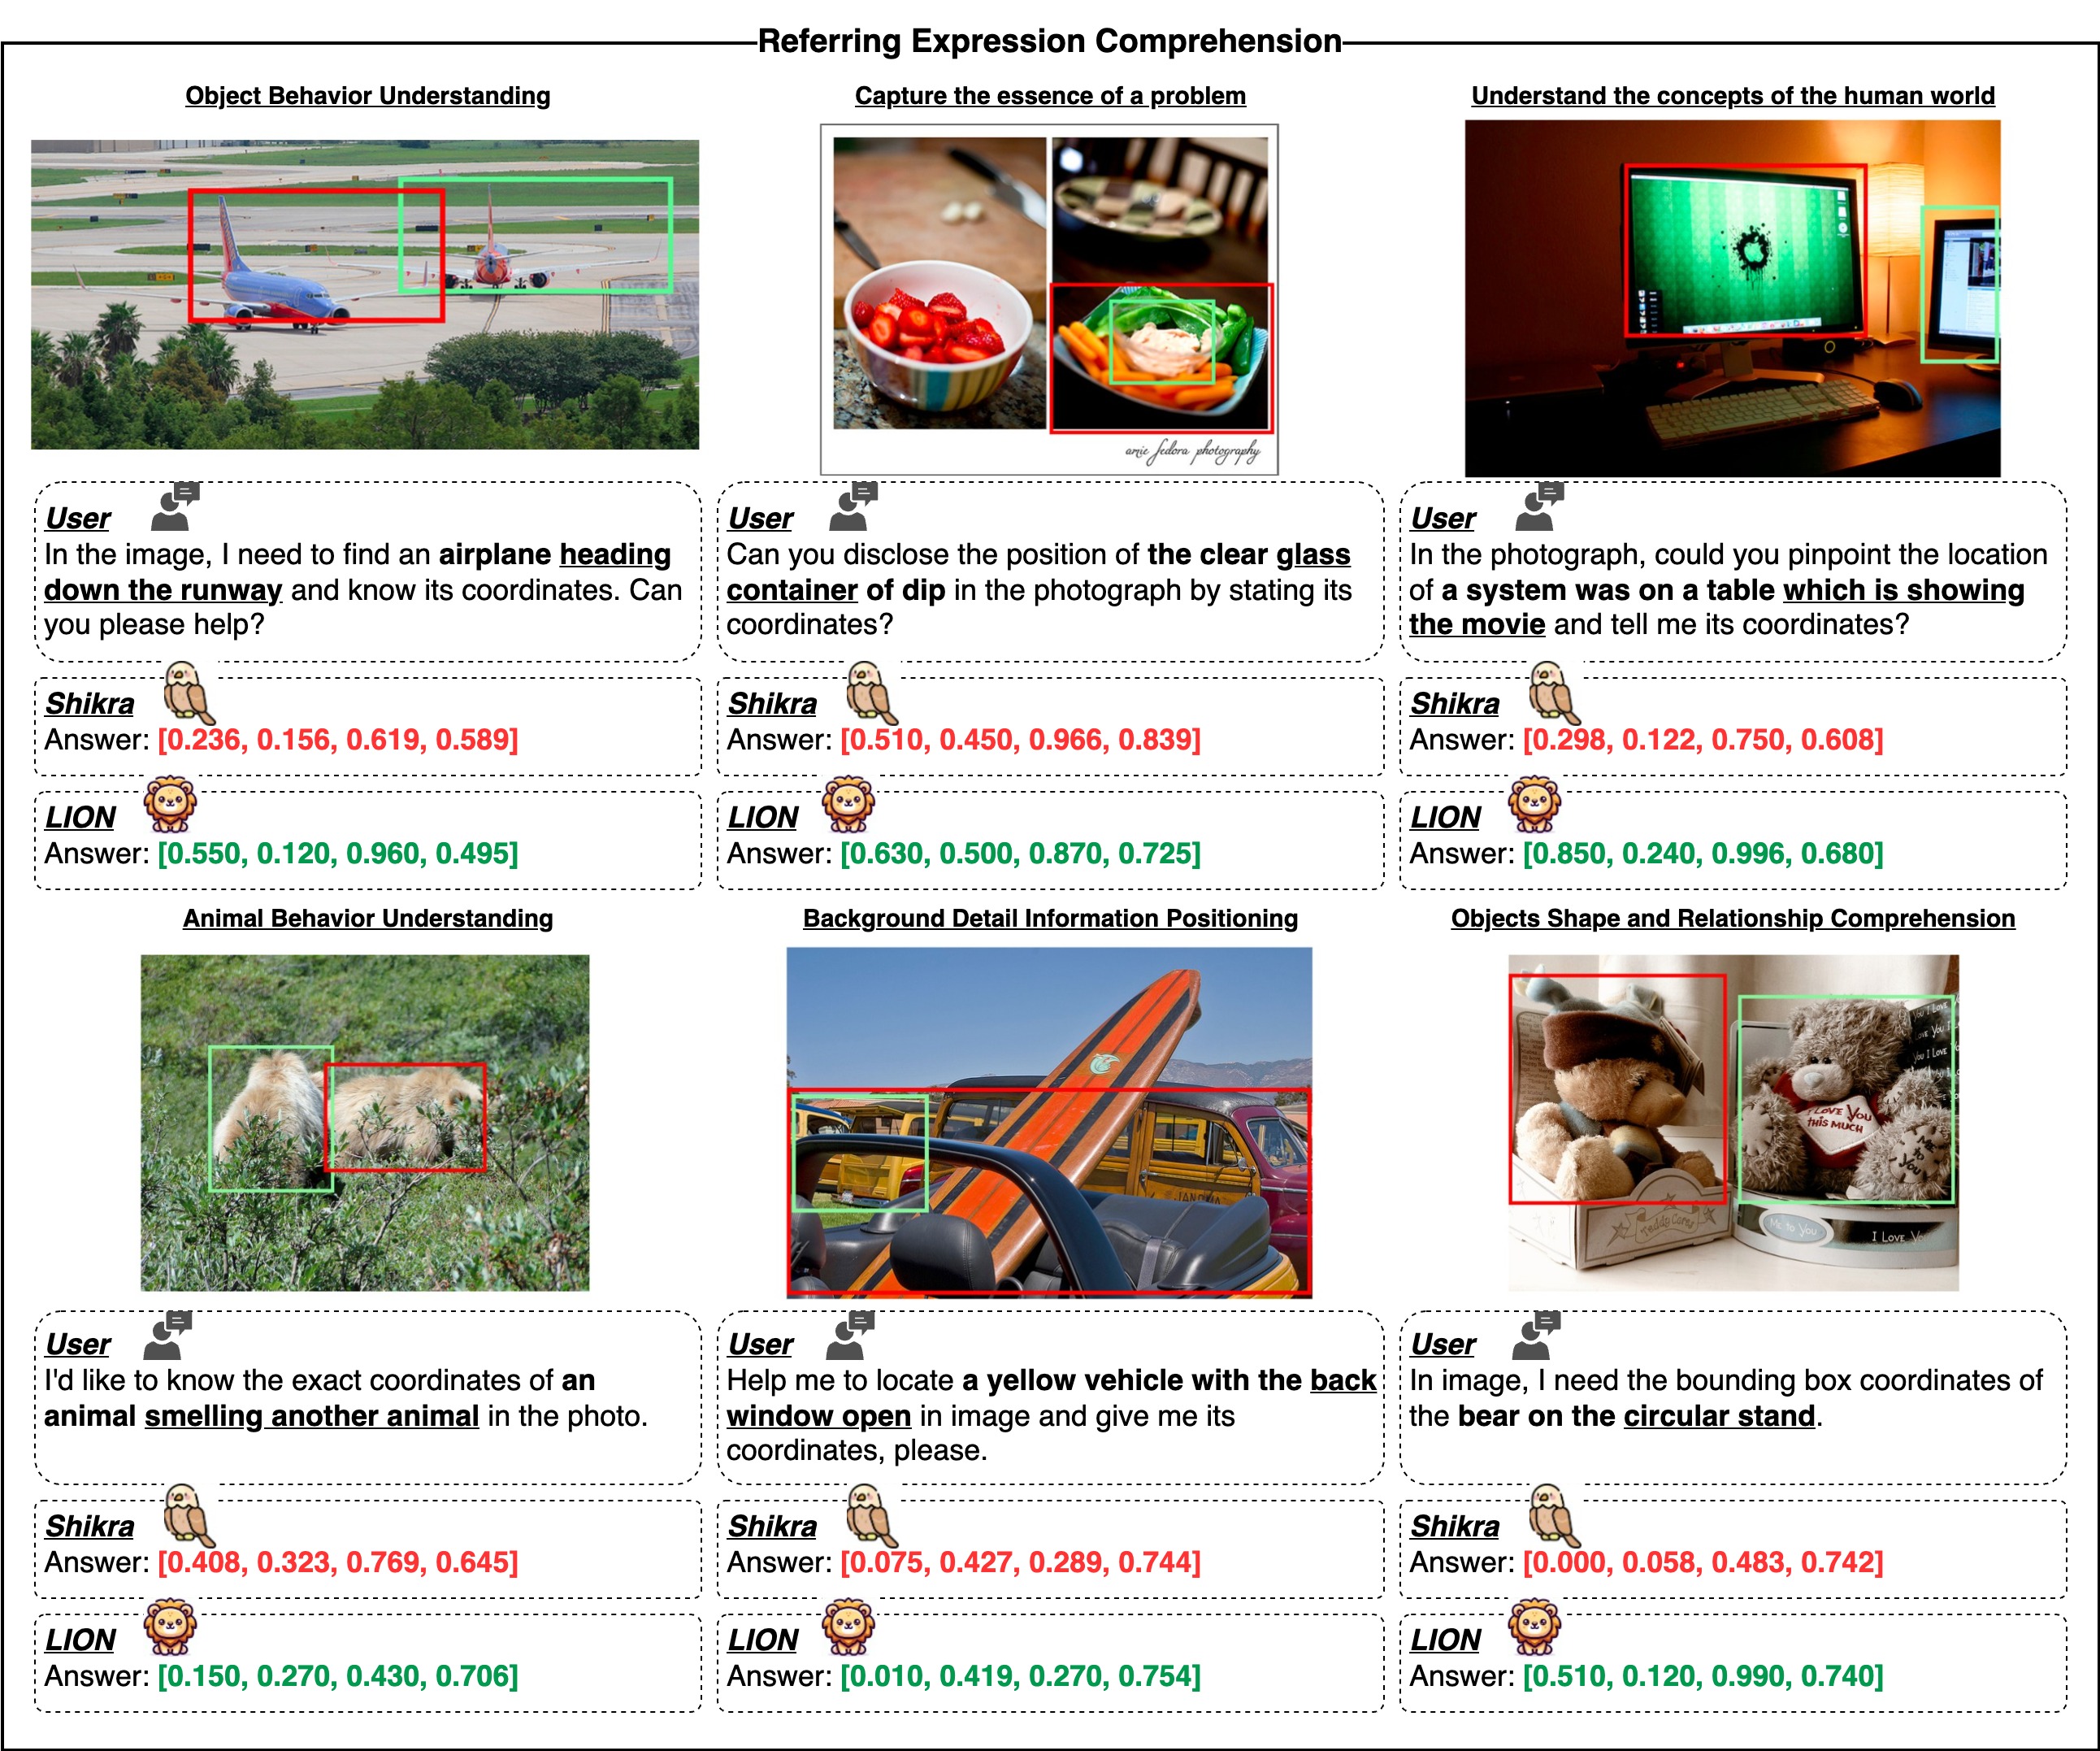 Referring Expression Comprehension
Object Behavior Understanding
Capture the essence of a problem
Understand the concepts of the human world
amie fedora photography
User
In the image, I need to find an airplane heading
down the runway and know its coordinates. Can
you please help?
Shikra
Answer: [0.236, 0.156, 0.619, 0.589]
LION
Answer: [0.550, 0.120, 0.960, 0.495]
User
Can you disclose the position of the clear glass
container of dip in the photograph by stating its
coordinates?
Shikra
Answer: [0.510, 0.450, 0.966, 0.839]
LION
Answer: [0.630, 0.500, 0.870, 0.725]
User
In the photograph, could you pinpoint the location
of a system was on a table which is showing
the movie and tell me its coordinates?
Shikra
Answer: [0.298, 0.122, 0.750, 0.608]
LION
Answer: [0.850, 0.240, 0.996, 0.680]
Animal Behavior Understanding
Background Detail Information Positioning
Objects Shape and Relationship Comprehension
I LOVE YOU
THIS MUCH
ME
to
YOU
Me to You
I LOVE
User
I'd like to know the exact coordinates of an
animal smelling another animal in the photo.
Shikra
Answer: [0.408, 0.323, 0.769, 0.645]
LION
Answer: [0.150, 0.270, 0.430, 0.706]
User
Help me to locate a yellow vehicle with the back
window open in image and give me its
coordinates, please.
Shikra
Answer: [0.075, 0.427, 0.289, 0.744]
LION
Answer: [0.010, 0.419, 0.270, 0.754]
User
In image, I need the bounding box coordinates of
the bear on the circular stand.
Shikra
Answer: [0.000, 0.058, 0.483, 0.742]
LION
Answer: [0.510, 0.120, 0.990, 0.740]